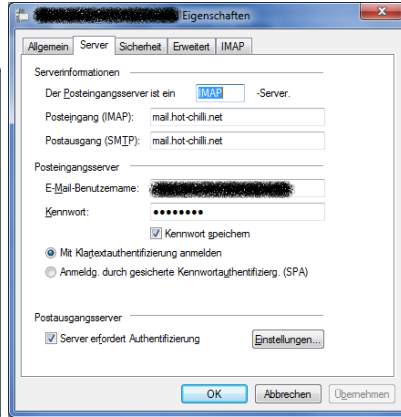 Eigenschaften
Allgemein Server Sicherheit Erweitert IMAP
Serverinformationen
Der Posteingangsserver ist ein IMAP -Server.
Posteingang (IMAP): mail.hot-chilli.net
Postausgang (SMTP): mail.hot-chilli.net
Posteingangsserver
E-Mail-Benutzername:
Kennwort: ••••••••
Kennwort speichern
Mit Klartextauthentifizierung anmelden
Anmeldg. durch gesicherte Kennwortauthentifizierg. (SPA)
Postausgangsserver
Server erfordert Authentifizierung Einstellungen...
OK Abbrechen Übernehmen